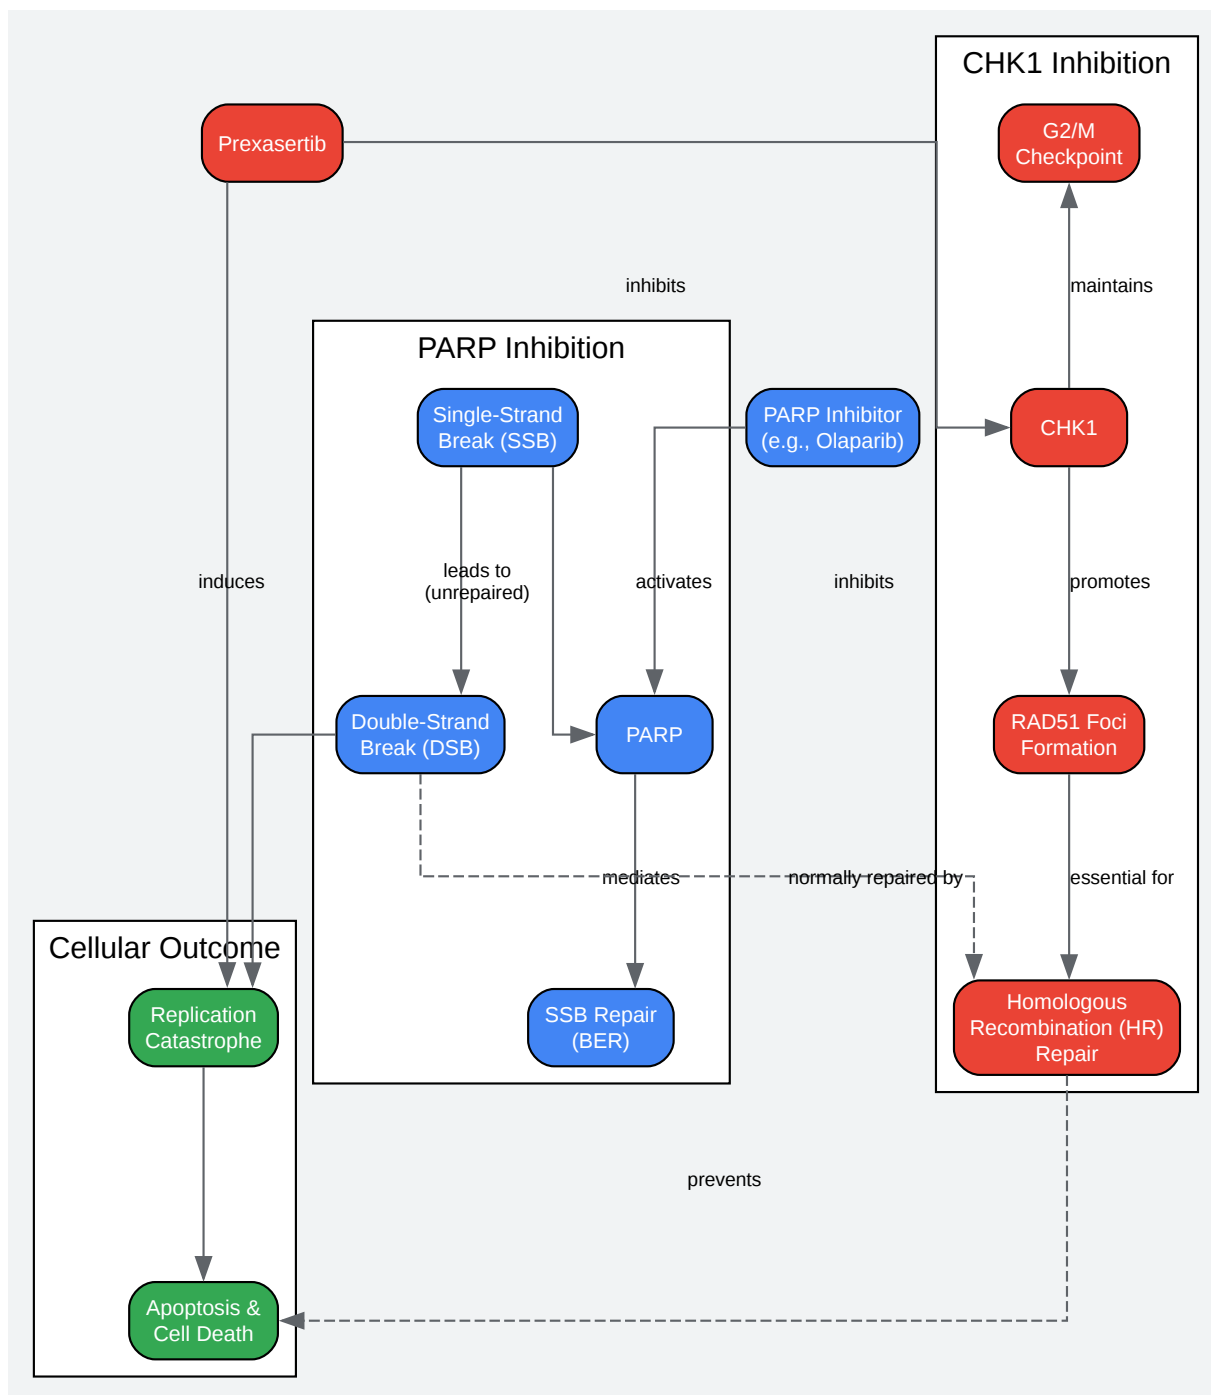 CHK1 Inhibition
Prexasertib
G2/M
Checkpoint
inhibits
maintains
PARP Inhibition
Single-Strand
Break (SSB)
PARP Inhibitor
(e.g., Olaparib)
CHK1
induces
leads to
(unrepaired)
activates
inhibits
promotes
Double-Strand
Break (DSB)
PARP
RAD51 Foci
Formation
mediates
normally repaired by
essential for
Cellular Outcome
Replication
Catastrophe
SSB Repair
(BER)
Homologous
Recombination (HR)
Repair
prevents
Apoptosis &
Cell Death